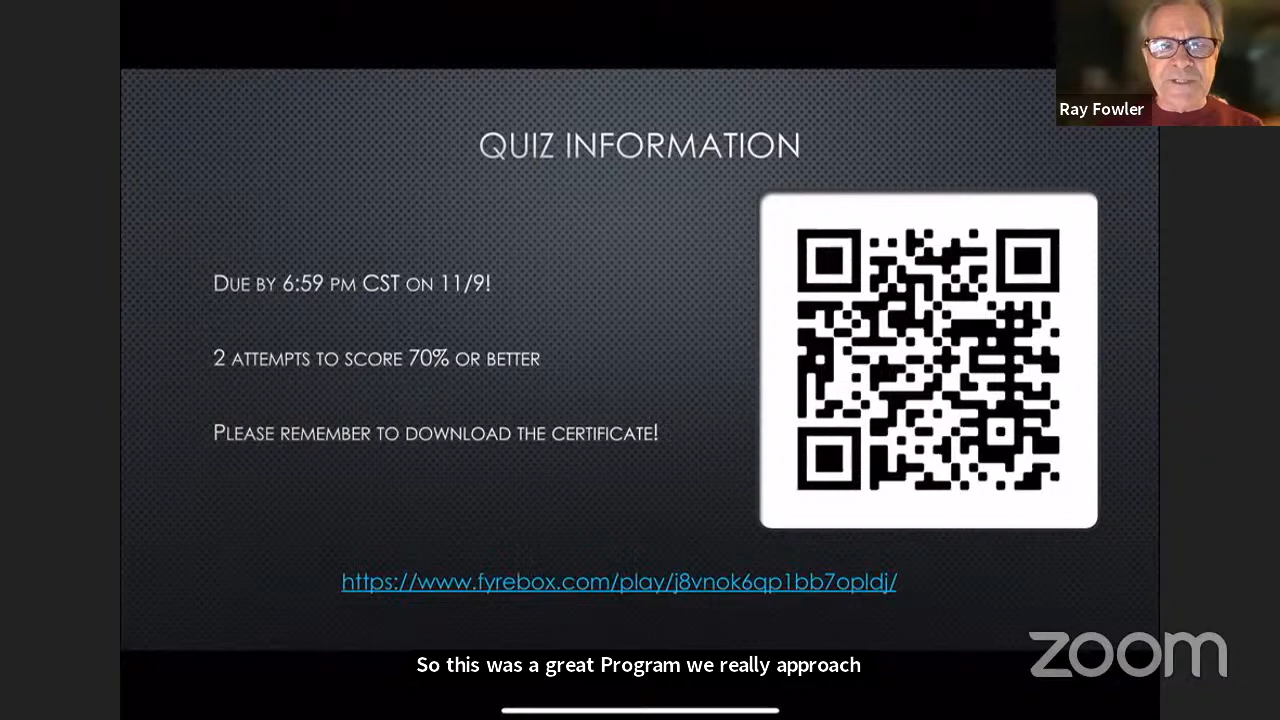 Ray Fowler
QUIZ INFORMATION
DUE BY 6:59 PM CST ON 11/9!
2 ATTEMPTS TO SCORE 70% OR BETTER
PLEASE REMEMBER TO DOWNLOAD THE CERTIFICATE!
https://www.fyrebox.com/play/j8vnok6qp1bb7opldj/
zoom
So this was a great Program we really approach